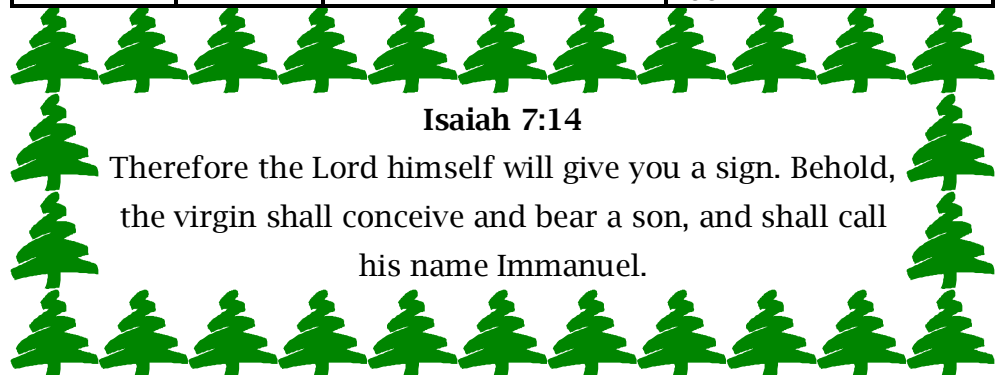 Isaiah 7:14
Therefore the Lord himself will give you a sign. Behold,
the virgin shall conceive and bear a son, and shall call
his name Immanuel.